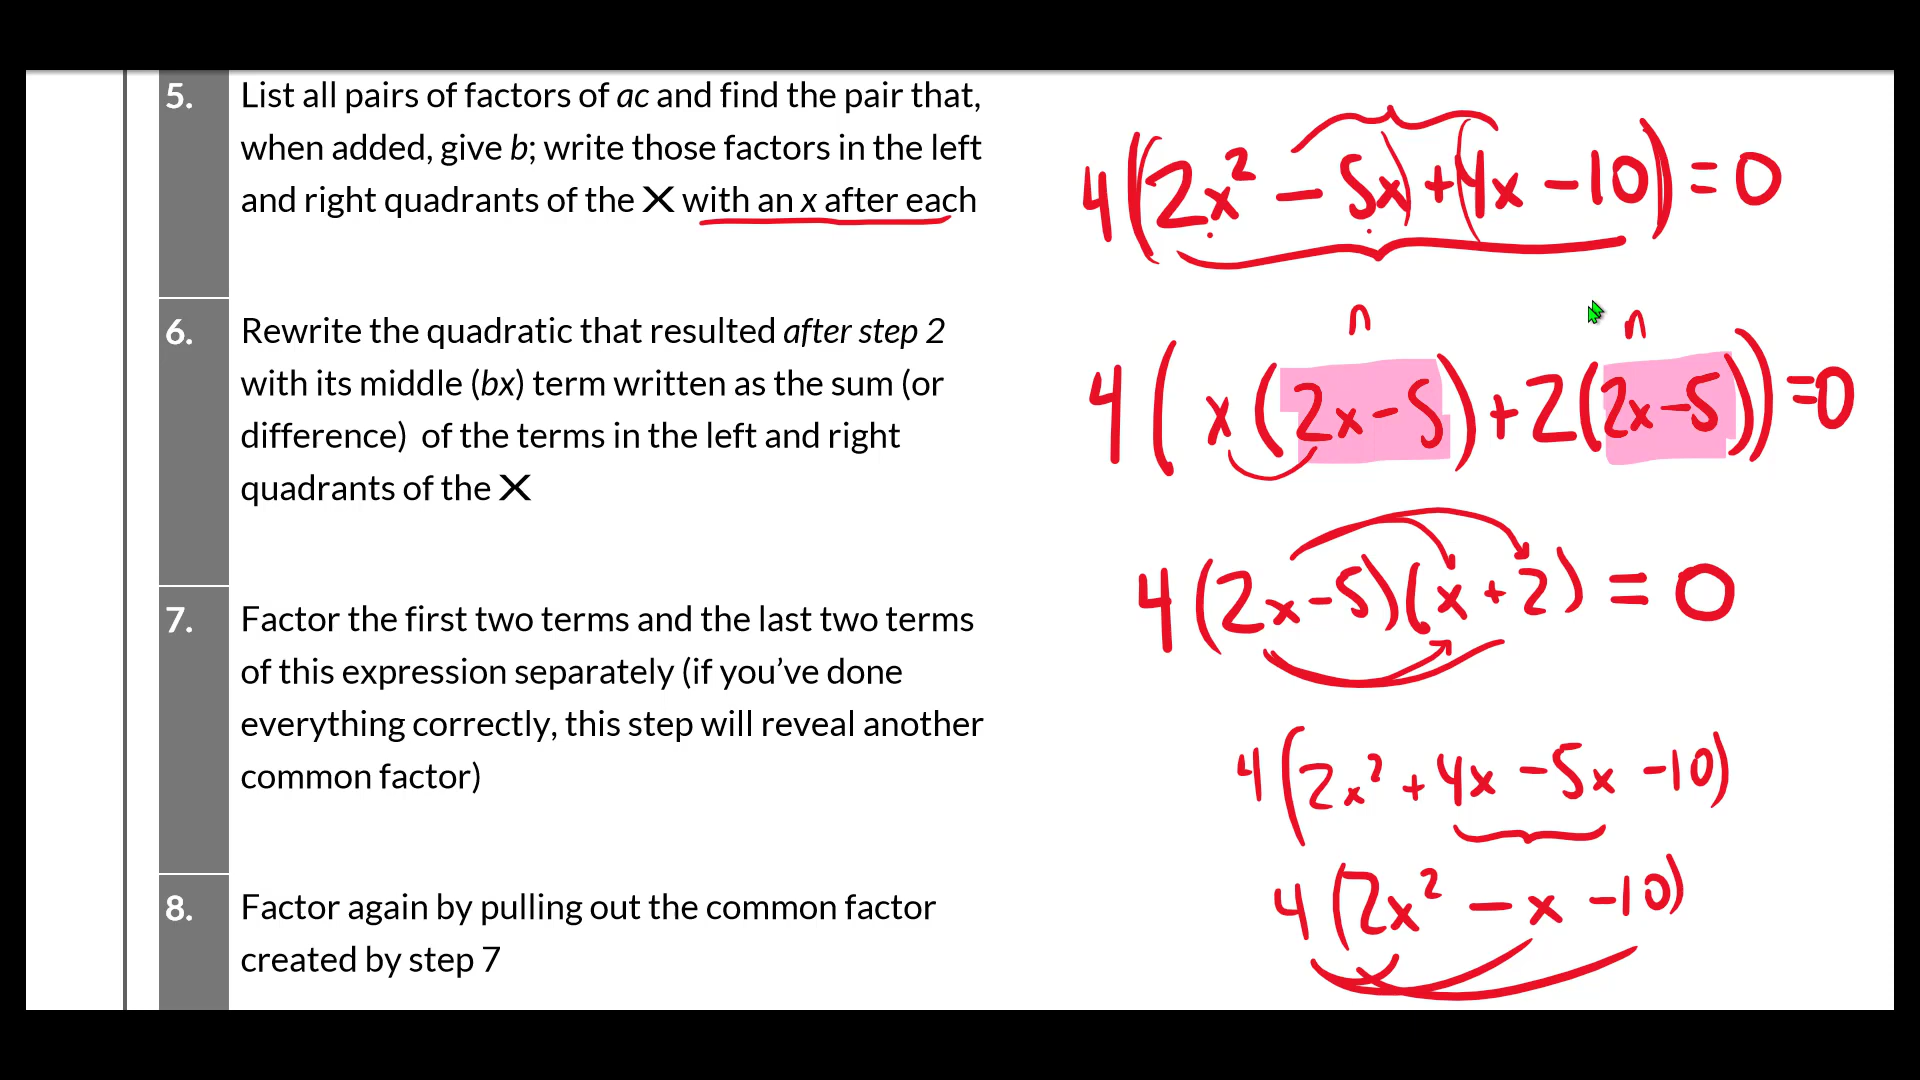 5. List all pairs of factors of ac and find the pair that,
when added, give b; write those factors in the left
and right quadrants of the X with an x after each
6. Rewrite the quadratic that resulted after step 2
with its middle (bx) term written as the sum (or
difference) of the terms in the left and right
quadrants of the X
7. Factor the first two terms and the last two terms
of this expression separately (if you’ve done
everything correctly, this step will reveal another
common factor)
8. Factor again by pulling out the common factor
created by step 7
4(2x² - 5x) + (4x - 10) = 0
n n
4(x(2x-5)+2(2x-5))=0
4(2x-5)(x+2) = 0
4(2x² + 4x - 5x - 10)
4(2x² - x - 10)